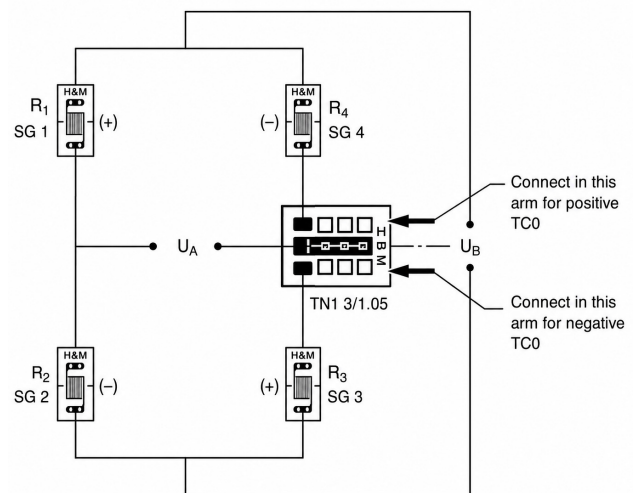 H&M
R1
SG 1
(+)
H&M
(–)
R4
SG 4
Connect in this
arm for positive
TC0
H
B
M
UA
UB
TN1 3/1.05
Connect in this
arm for negative
TC0
H&M
R2
SG 2
(–)
H&M
(+)
R3
SG 3